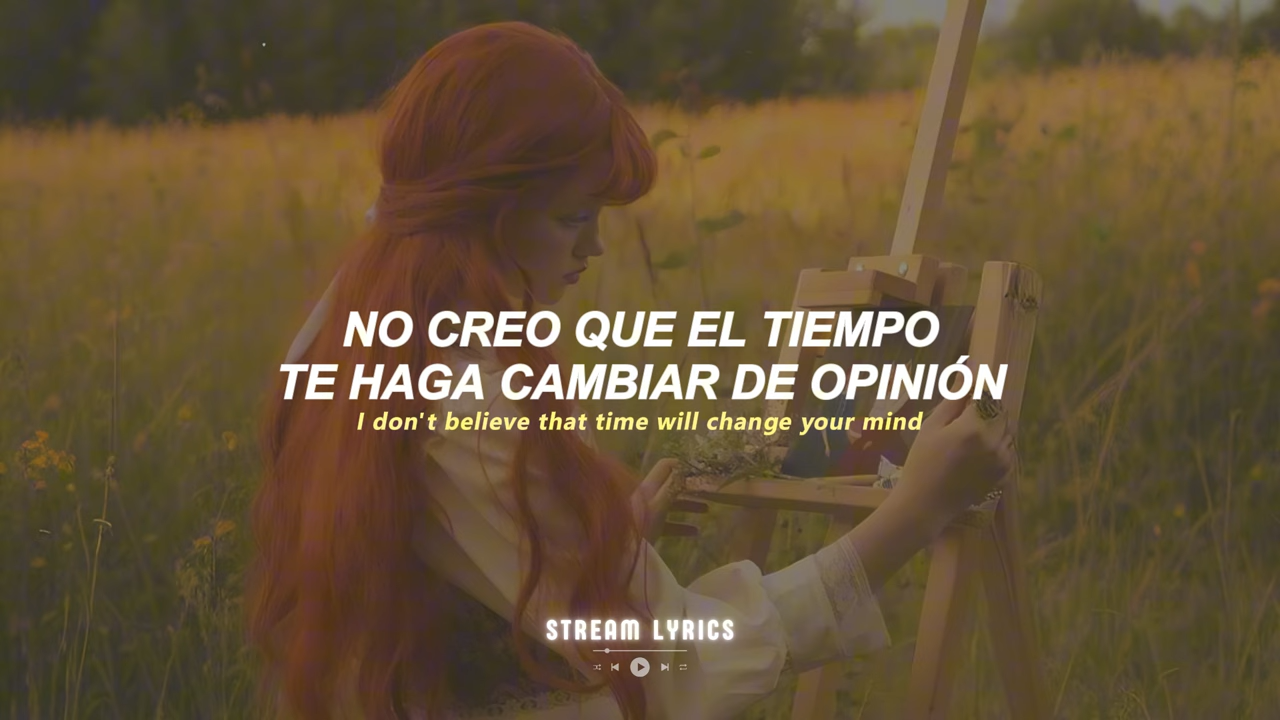 NO CREO QUE EL TIEMPO
TE HAGA CAMBIAR DE OPINIÓN
I don't believe that time will change your mind
STREAM LYRICS